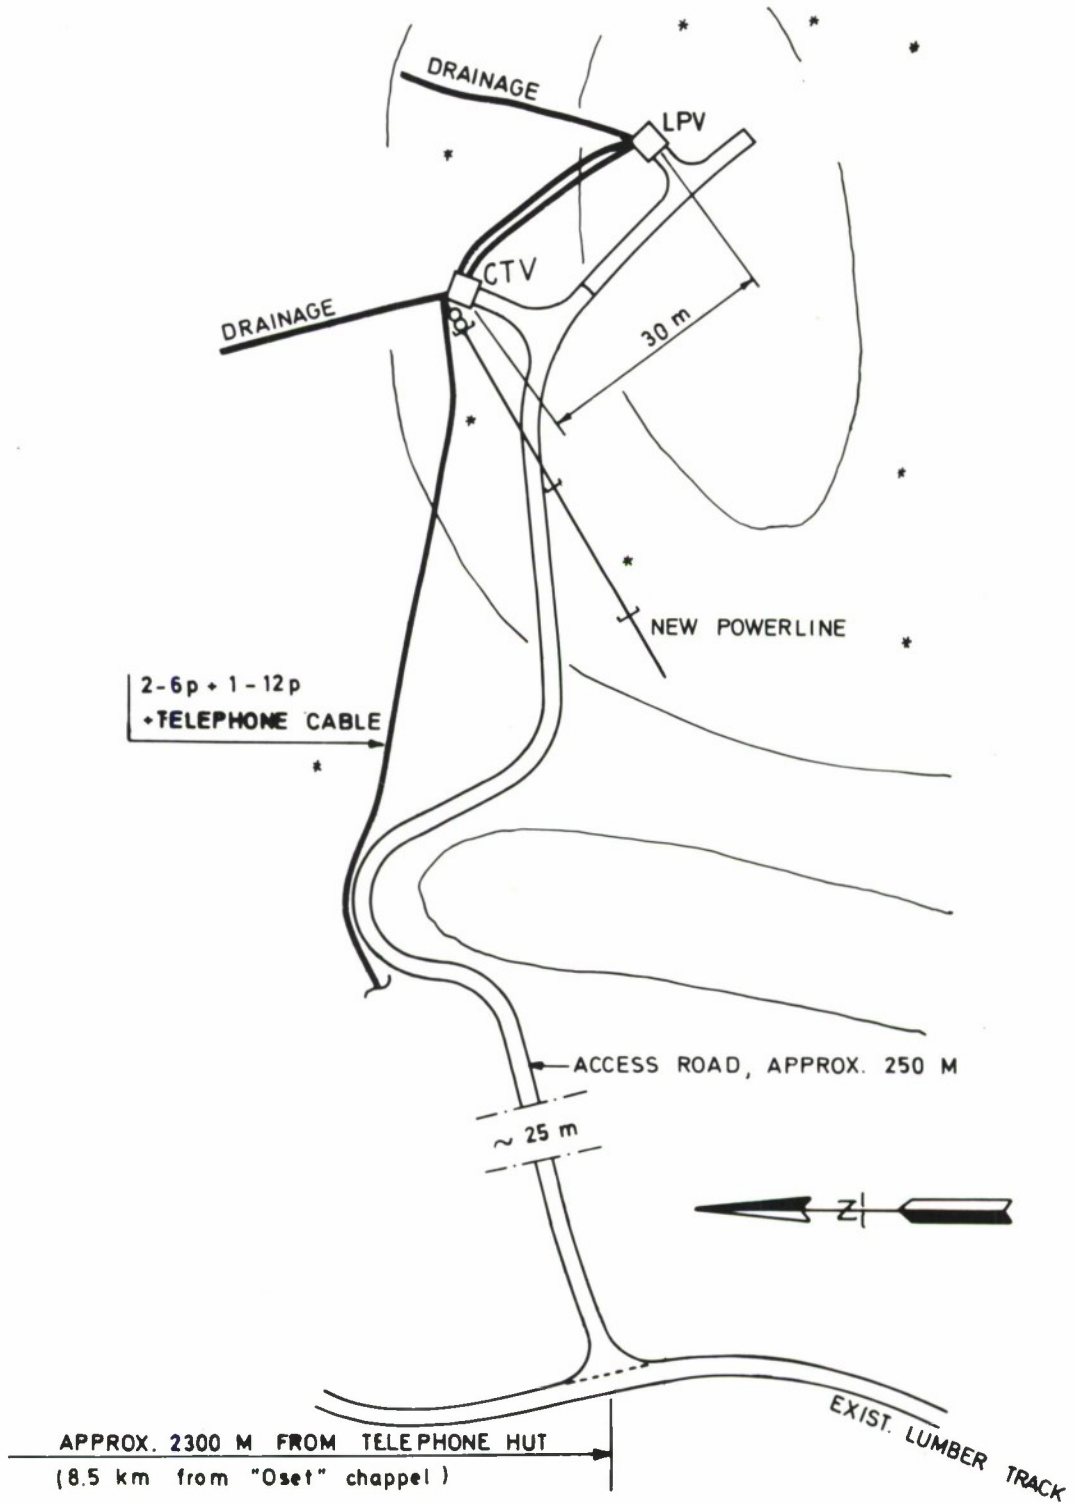 DRAINAGE
LPV
CTV
DRAINAGE
30 m
NEW POWERLINE
2-6p + 1-12p
+TELEPHONE CABLE
ACCESS ROAD, APPROX. 250 M
~ 25 m
N
EXIST. LUMBER TRACK
APPROX. 2300 M FROM TELEPHONE HUT
(8.5 km from "Oset" chappel)